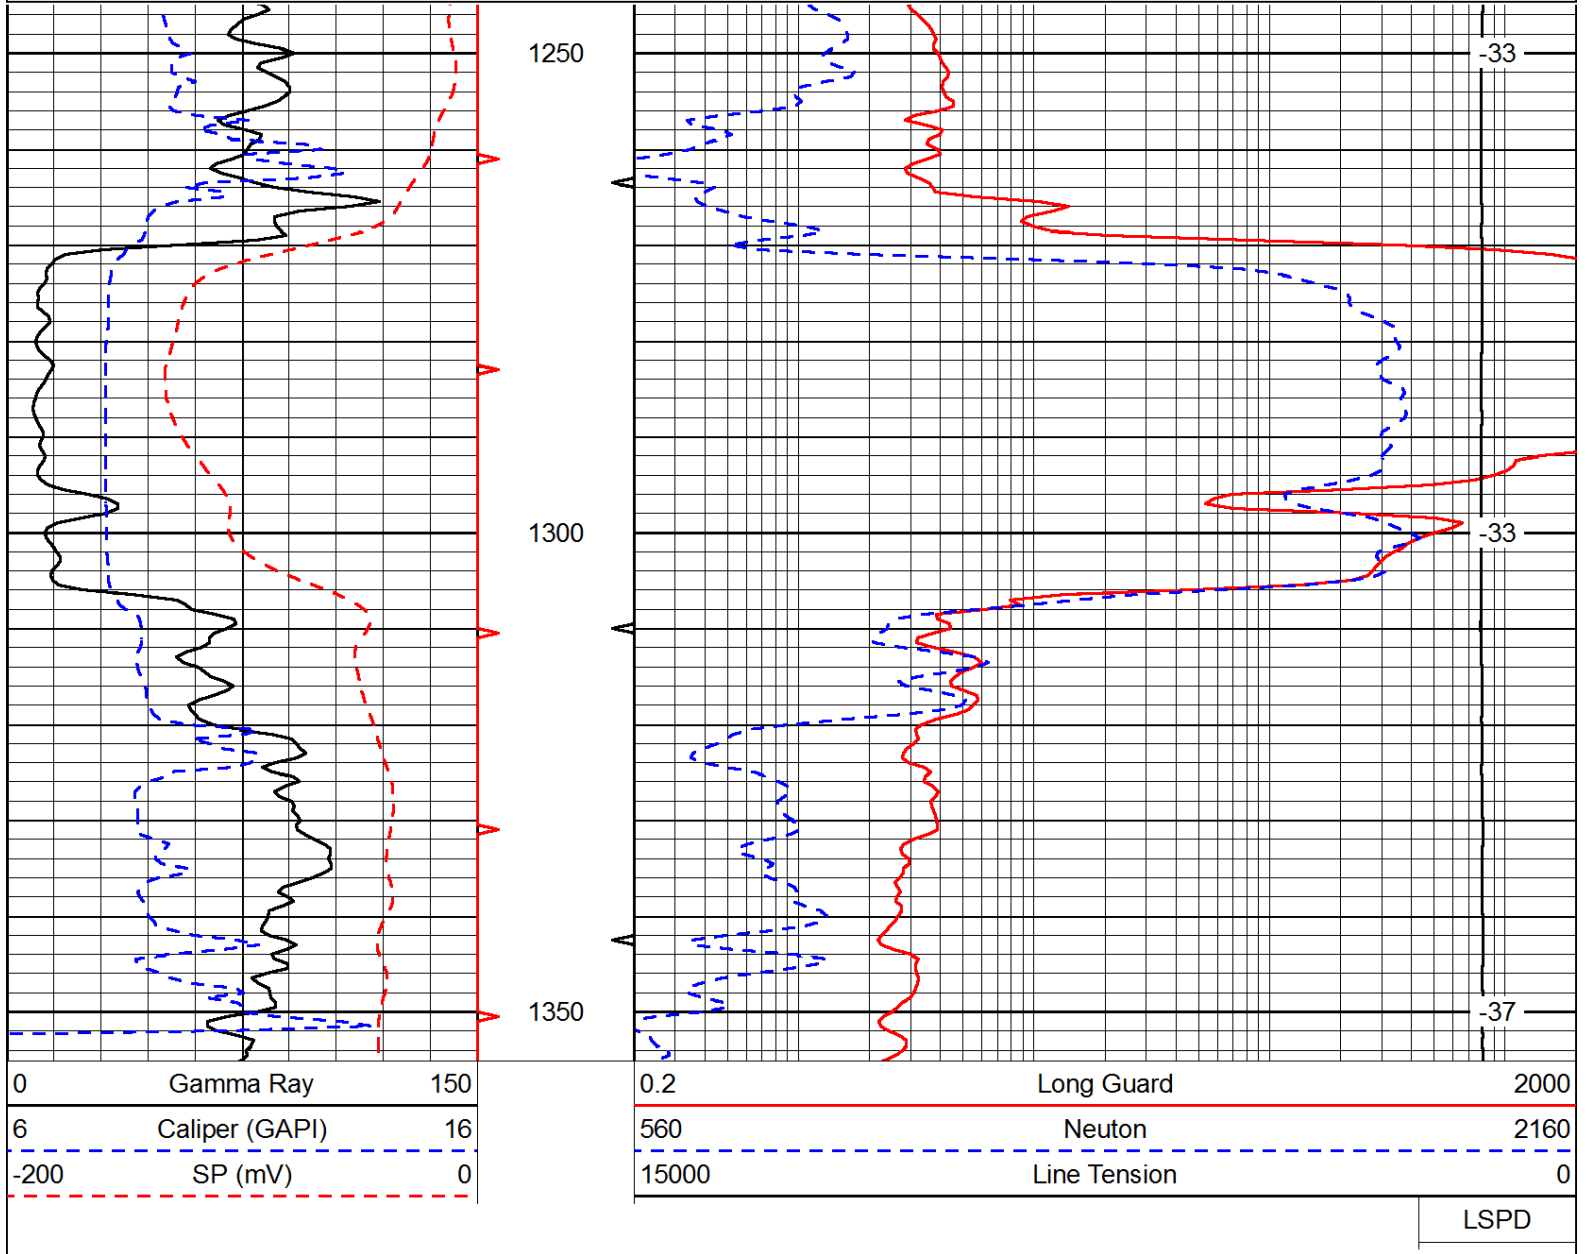 1250 -33
1300 -33
1350 -37
0 Gamma Ray 150 0.2 Long Guard 2000
6 Caliper (GAPI) 16 560 Neuton 2160
-200 SP (mV) 0 15000 Line Tension 0
LSPD